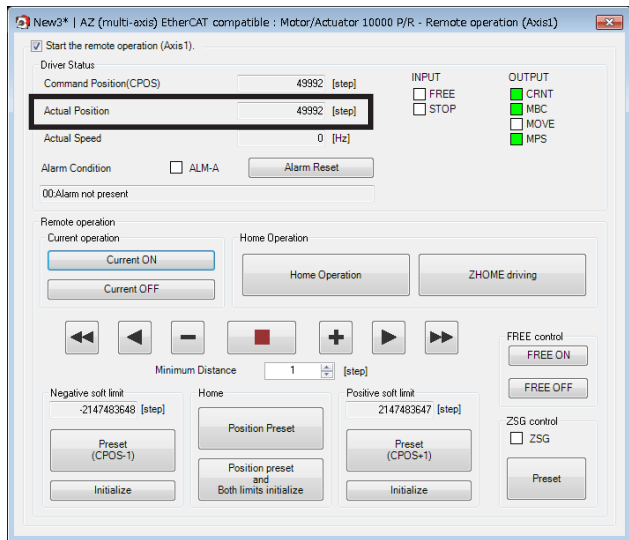 New3* | AZ (multi-axis) EtherCAT compatible : Motor/Actuator 10000 P/R - Remote operation (Axis1)
Start the remote operation (Axis1).
Driver Status
Command Position(CPOS) 49992 [step]
INPUT OUTPUT
FREE CRNT
Actual Position 49992 [step]
STOP MBC
MOVE
Actual Speed 0 [Hz]
MPS
Alarm Condition ALM-A Alarm Reset
00:Alarm not present
Remote operation
Current operation
Current ON
Current OFF
Home Operation
Home Operation ZHOME driving
Minimum Distance 1 [step]
FREE control
FREE ON
FREE OFF
Negative soft limit
-2147483648 [step]
Preset
(CPOS-1)
Initialize
Home
Position Preset
Position preset
and
Both limits initialize
Positive soft limit
2147483647 [step]
Preset
(CPOS+1)
Initialize
ZSG control
ZSG
Preset